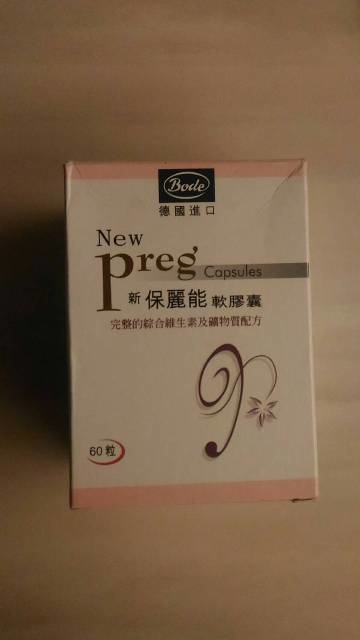 Bode
德國進口
New
Preg Capsules
新 保麗能 軟膠囊
完整的綜合維生素及礦物質配方
60粒